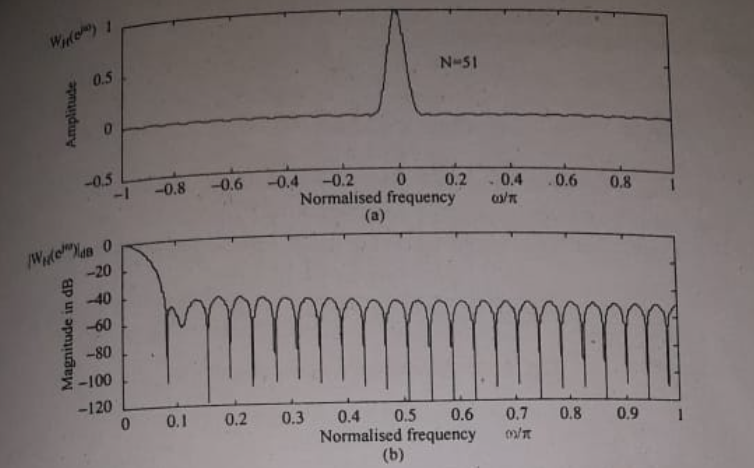 W_H(e^jω) 1
0.5
N=51
Amplitude
0
−0.5
−1 −0.8 −0.6 −0.4 −0.2 0 0.2 0.4 0.6 0.8 1
Normalised frequency ω/π
(a)
|W_H(e^jω)|dB 0
−20
−40
−60
−80
−100
−120
Magnitude in dB
0 0.1 0.2 0.3 0.4 0.5 0.6 0.7 0.8 0.9 1
Normalised frequency ω/π
(b)